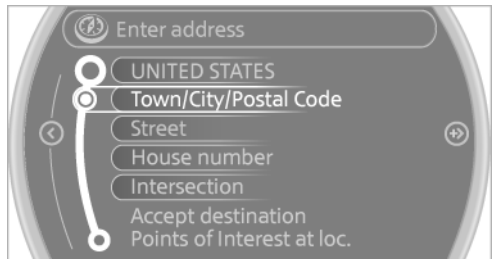 Enter address
UNITED STATES
Town/City/Postal Code
Street
House number
Intersection
Accept destination
Points of Interest at loc.